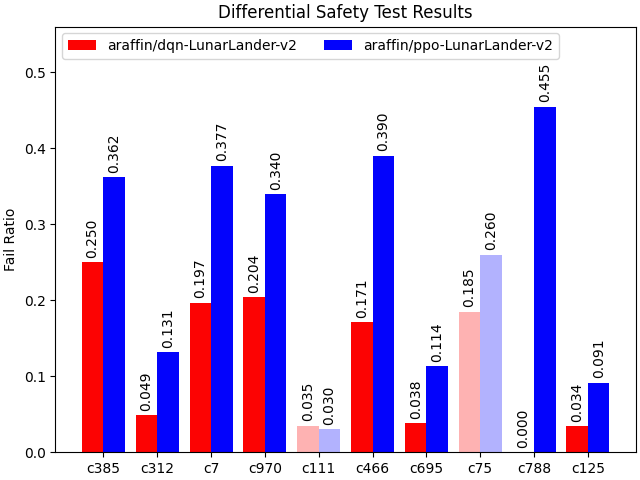 Differential Safety Test Results
araffin/dqn-LunarLander-v2
araffin/ppo-LunarLander-v2
Fail Ratio
0.5
0.4
0.3
0.2
0.1
0.0
0.250
0.362
0.049
0.131
0.197
0.377
0.204
0.340
0.035
0.030
0.171
0.390
0.038
0.114
0.185
0.260
0.000
0.455
0.034
0.091
c385
c312
c7
c970
c111
c466
c695
c75
c788
c125